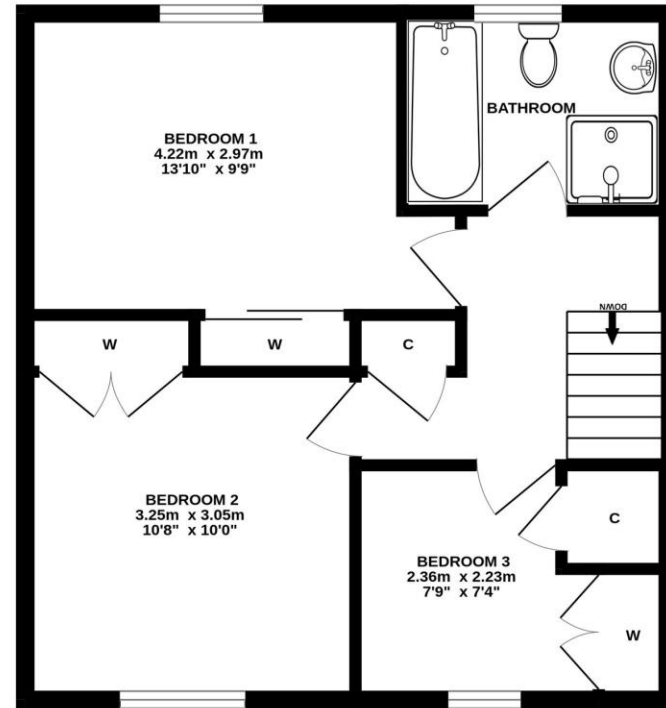 BATHROOM
BEDROOM 1
4.22m x 2.97m
13'10" x 9'9"
DOWN
W
W
C
BEDROOM 2
3.25m x 3.05m
10'8" x 10'0"
C
BEDROOM 3
2.36m x 2.23m
7'9" x 7'4"
W